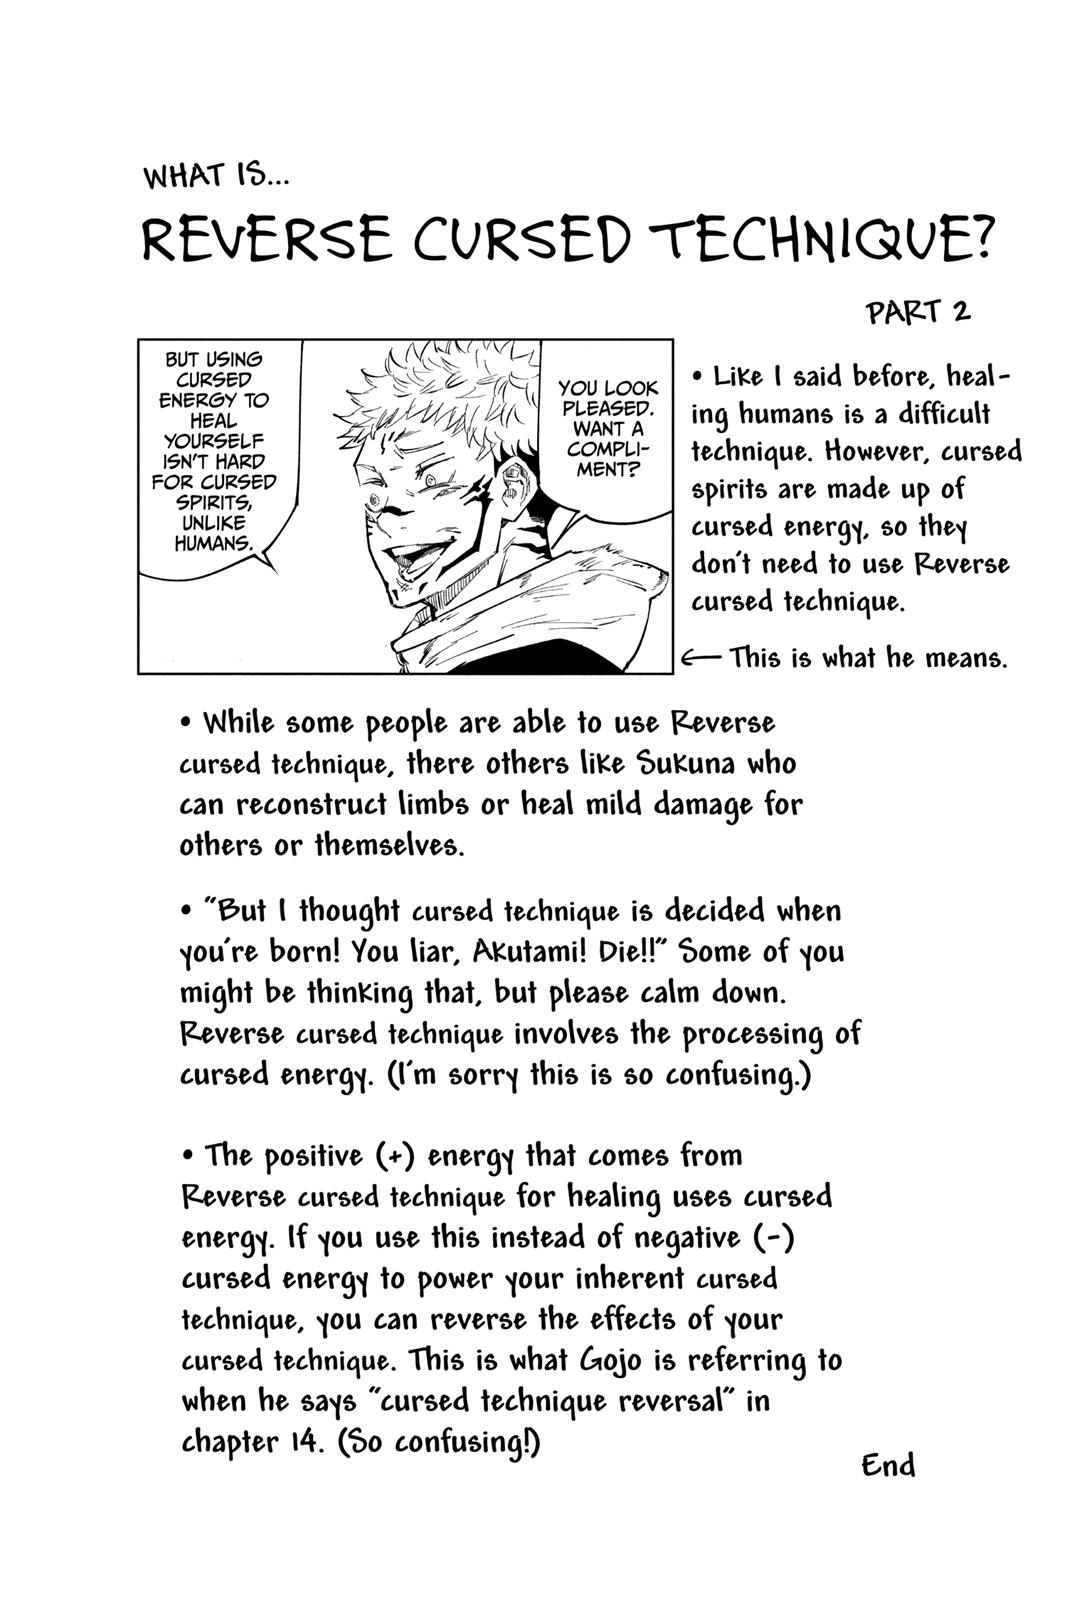 WHAT IS...
REVERSE CURSED TECHNIQUE?
PART 2
YOU LOOK
PLEASED.
WANT A
COMPLI-
MENT?
BUT USING
CURSED
ENERGY TO
HEAL
YOURSELF
ISN'T HARD
FOR CURSED
SPIRITS,
UNLIKE
HUMANS.
• Like I said before, heal-
ing humans is a difficult
technique. However, cursed
spirits are made up of
cursed energy, so they
don't need to use Reverse
cursed technique.
← This is what he means.
• While some people are able to use Reverse
cursed technique, there others like Sukuna who
can reconstruct limbs or heal mild damage for
others or themselves.
• "But I thought cursed technique is decided when
you're born! You liar, Akutami! Die!!" Some of you
might be thinking that, but please calm down.
Reverse cursed technique involves the processing of
cursed energy. (I'm sorry this is so confusing.)
• The positive (+) energy that comes from
Reverse cursed technique for healing uses cursed
energy. If you use this instead of negative (-)
cursed energy to power your inherent cursed
technique, you can reverse the effects of your
cursed technique. This is what Gojo is referring to
when he says "cursed technique reversal" in
chapter 14. (So confusing!)
End